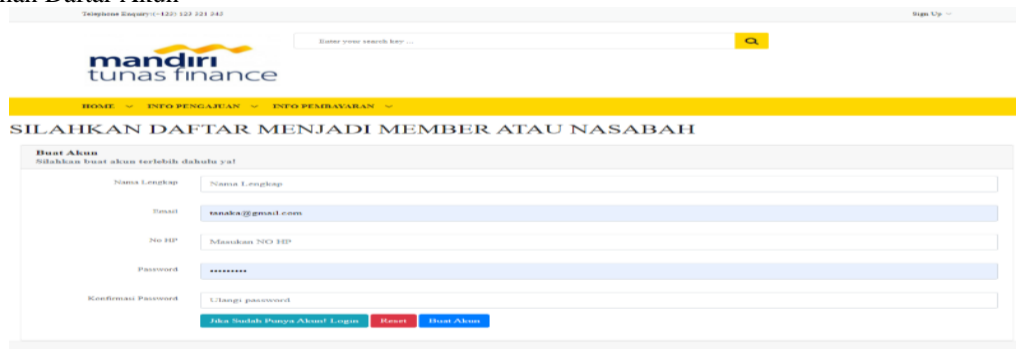 Daftar Akun
Telephone Enquiry:(+122) 123 321 343
Sign Up
Enter your search key ...
mandiri
tunas finance
HOME INFO PENGAJUAN INFO PEMBAYARAN
SILAHKAN DAFTAR MENJADI MEMBER ATAU NASABAH
Buat Akun
Silahkan buat akun terlebih dahulu ya!
Nama Lengkap Nama Lengkap
Email tanaka@gmail.com
No HP Masukan NO HP
Password •••••••••
Konfirmasi Password Ulangi password
Jika Sudah Punya Akun! Login Reset Buat Akun